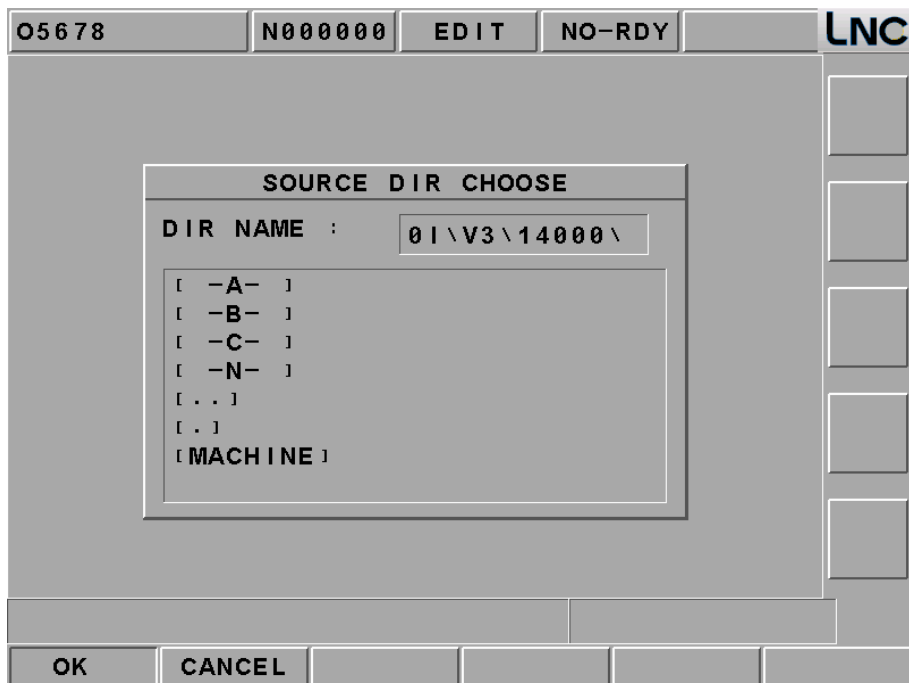 O5678 N000000 EDIT NO-RDY LNC
SOURCE DIR CHOOSE
DIR NAME : 0I\V3\14000\
[ -A- ]
[ -B- ]
[ -C- ]
[ -N- ]
[..]
[.]
[MACHINE]
OK CANCEL